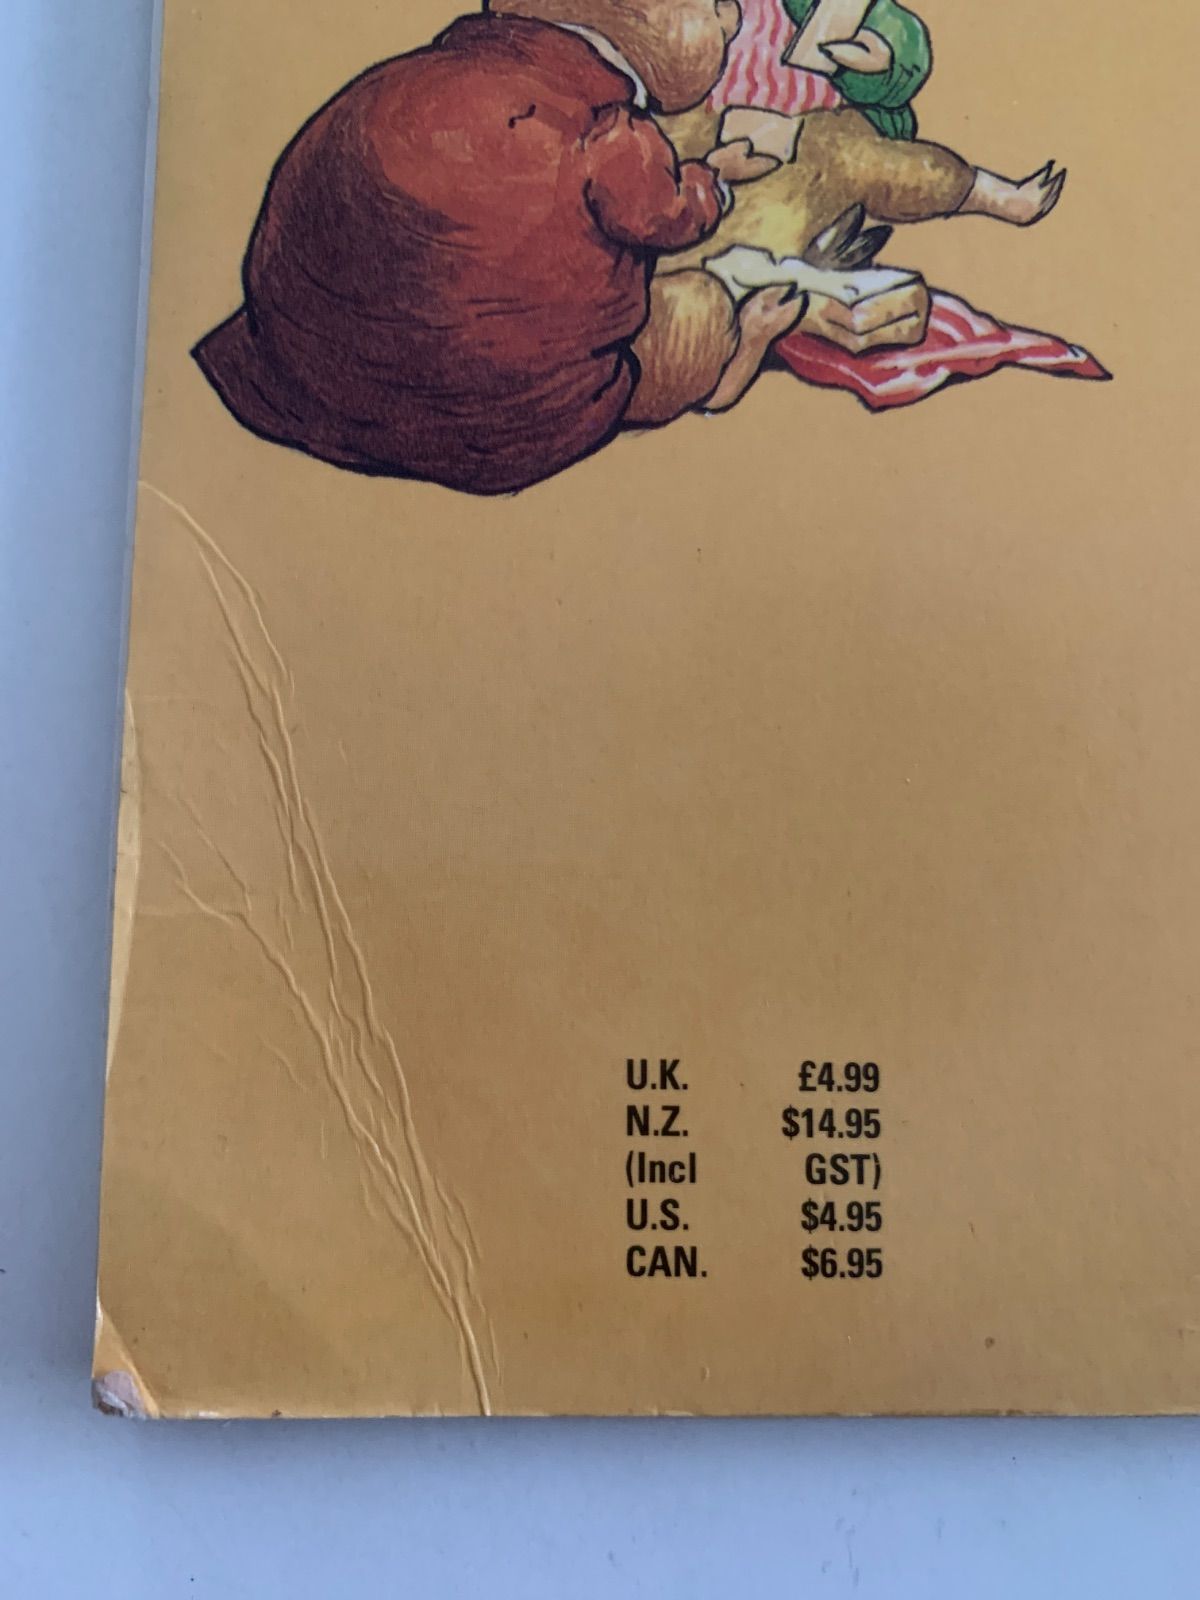 U.K. £4.99
N.Z. $14.95
(Incl GST)
U.S. $4.95
CAN. $6.95